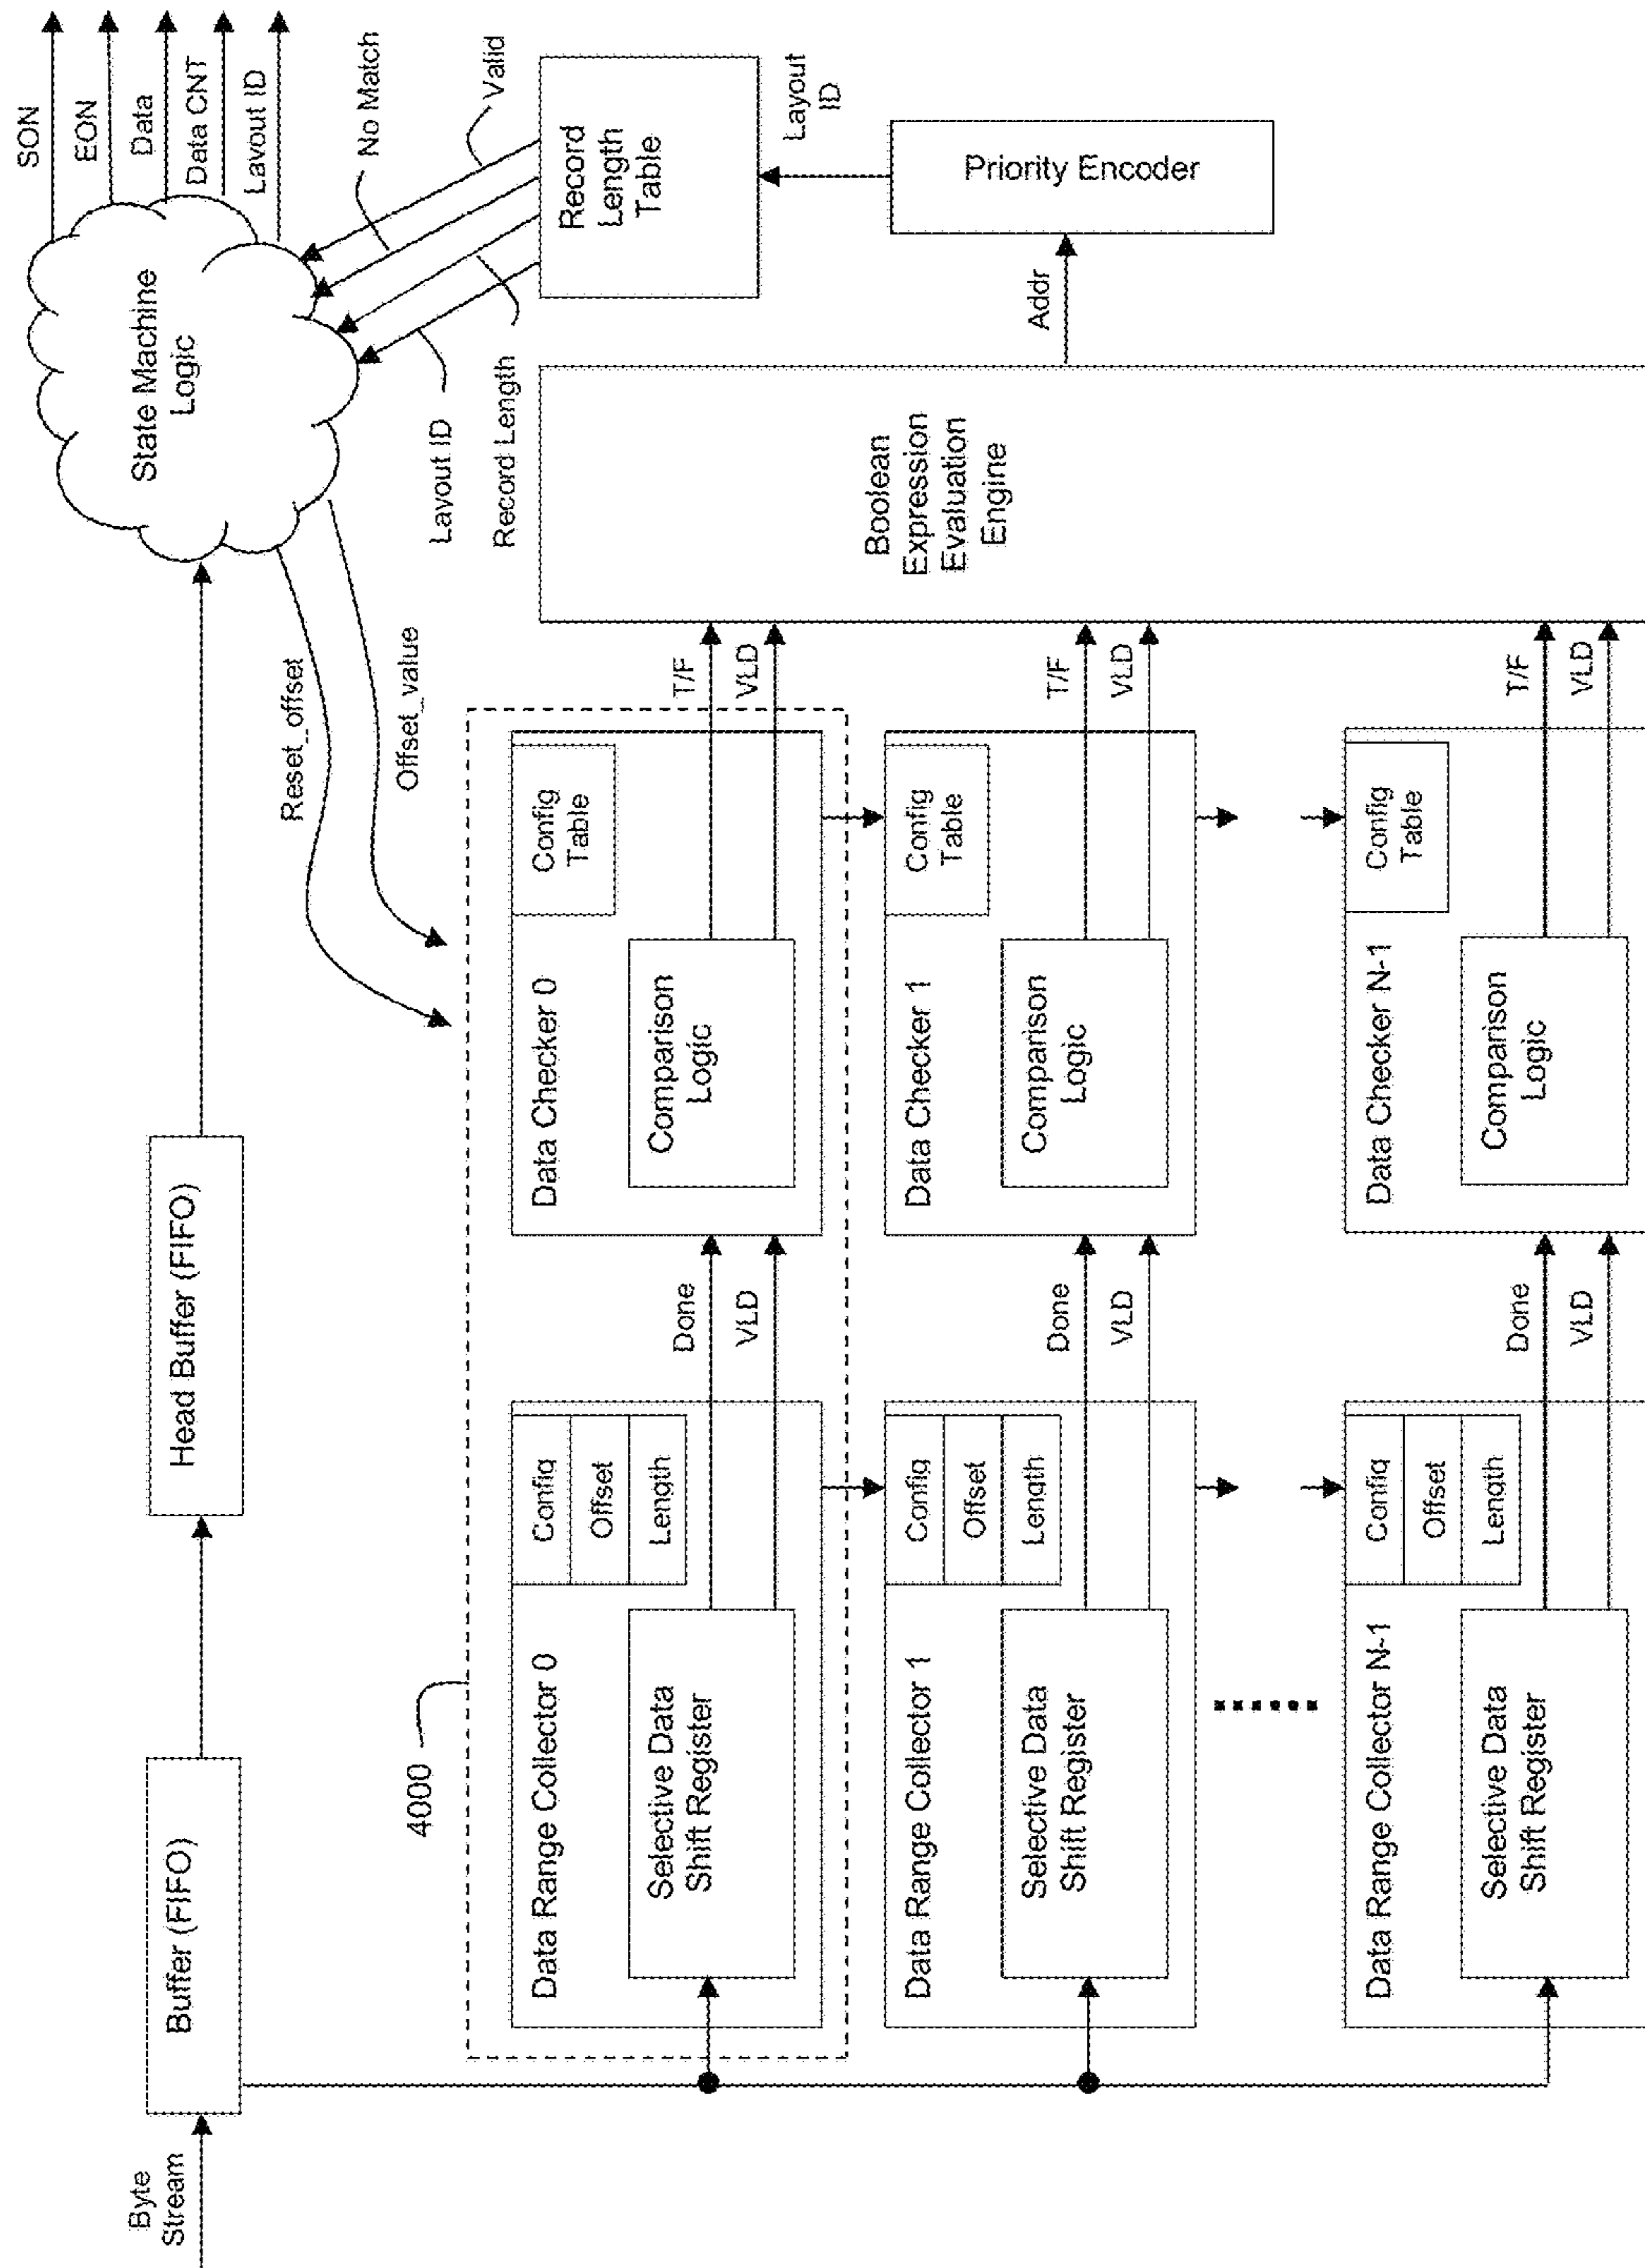 Byte
Stream
Buffer (FIFO)
Head Buffer (FIFO)
State Machine
Logic
SON
EON
Data
Data CNT
Layout ID
Reset_offset
Offset_value
Layout ID
Record Length
No Match
Valid
Record
Length
Table
Layout
ID
Priority Encoder
Addr
Boolean
Expression
Evaluation
Engine
4000
Data Range Collector 0
Selective Data
Shift Register
Config
Offset
Length
Done
VLD
Data Checker 0
Comparison
Logic
Config
Table
T/F
VLD
Data Range Collector 1
Selective Data
Shift Register
Config
Offset
Length
Done
VLD
Data Checker 1
Comparison
Logic
Config
Table
T/F
VLD
Data Range Collector N-1
Selective Data
Shift Register
Config
Offset
Length
Done
VLD
Data Checker N-1
Comparison
Logic
Config
Table
T/F
VLD